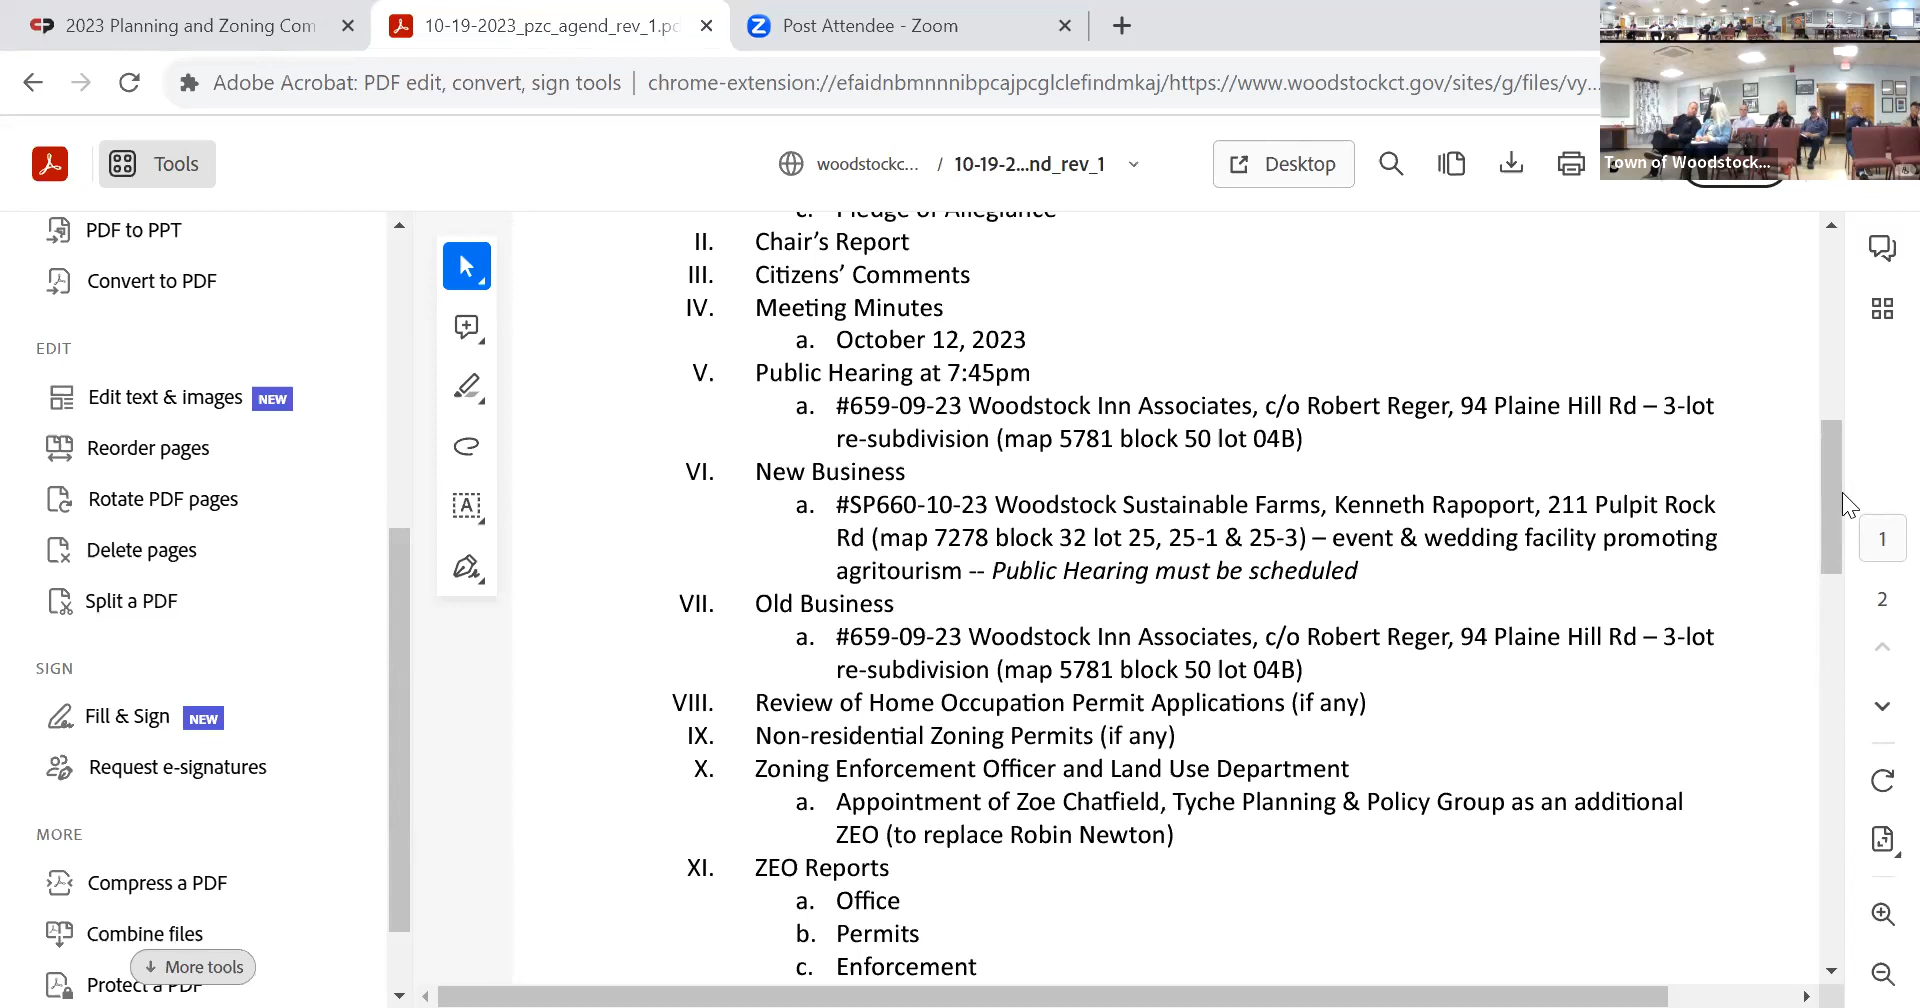 2023 Planning and Zoning Com
10-19-2023_pzc_agend_rev_1.pd
Post Attendee - Zoom
Adobe Acrobat: PDF edit, convert, sign tools | chrome-extension://efaidnbmnnnibpcajpcglclefindmkaj/https://www.woodstockct.gov/sites/g/files/vy...
Town of Woodstock...
Tools
woodstockc... / 10-19-2...nd_rev_1
Desktop
PDF to PPT
Convert to PDF
EDIT
Edit text & images NEW
Reorder pages
Rotate PDF pages
Delete pages
Split a PDF
SIGN
Fill & Sign NEW
Request e-signatures
MORE
Compress a PDF
Combine files
More tools
Protect a PDF
c. Pledge of Allegiance
II. Chair’s Report
III. Citizens’ Comments
IV. Meeting Minutes
a. October 12, 2023
V. Public Hearing at 7:45pm
a. #659-09-23 Woodstock Inn Associates, c/o Robert Reger, 94 Plaine Hill Rd – 3-lot
re-subdivision (map 5781 block 50 lot 04B)
VI. New Business
a. #SP660-10-23 Woodstock Sustainable Farms, Kenneth Rapoport, 211 Pulpit Rock
Rd (map 7278 block 32 lot 25, 25-1 & 25-3) – event & wedding facility promoting
agritourism -- Public Hearing must be scheduled
VII. Old Business
a. #659-09-23 Woodstock Inn Associates, c/o Robert Reger, 94 Plaine Hill Rd – 3-lot
re-subdivision (map 5781 block 50 lot 04B)
VIII. Review of Home Occupation Permit Applications (if any)
IX. Non-residential Zoning Permits (if any)
X. Zoning Enforcement Officer and Land Use Department
a. Appointment of Zoe Chatfield, Tyche Planning & Policy Group as an additional
ZEO (to replace Robin Newton)
XI. ZEO Reports
a. Office
b. Permits
c. Enforcement
1
2